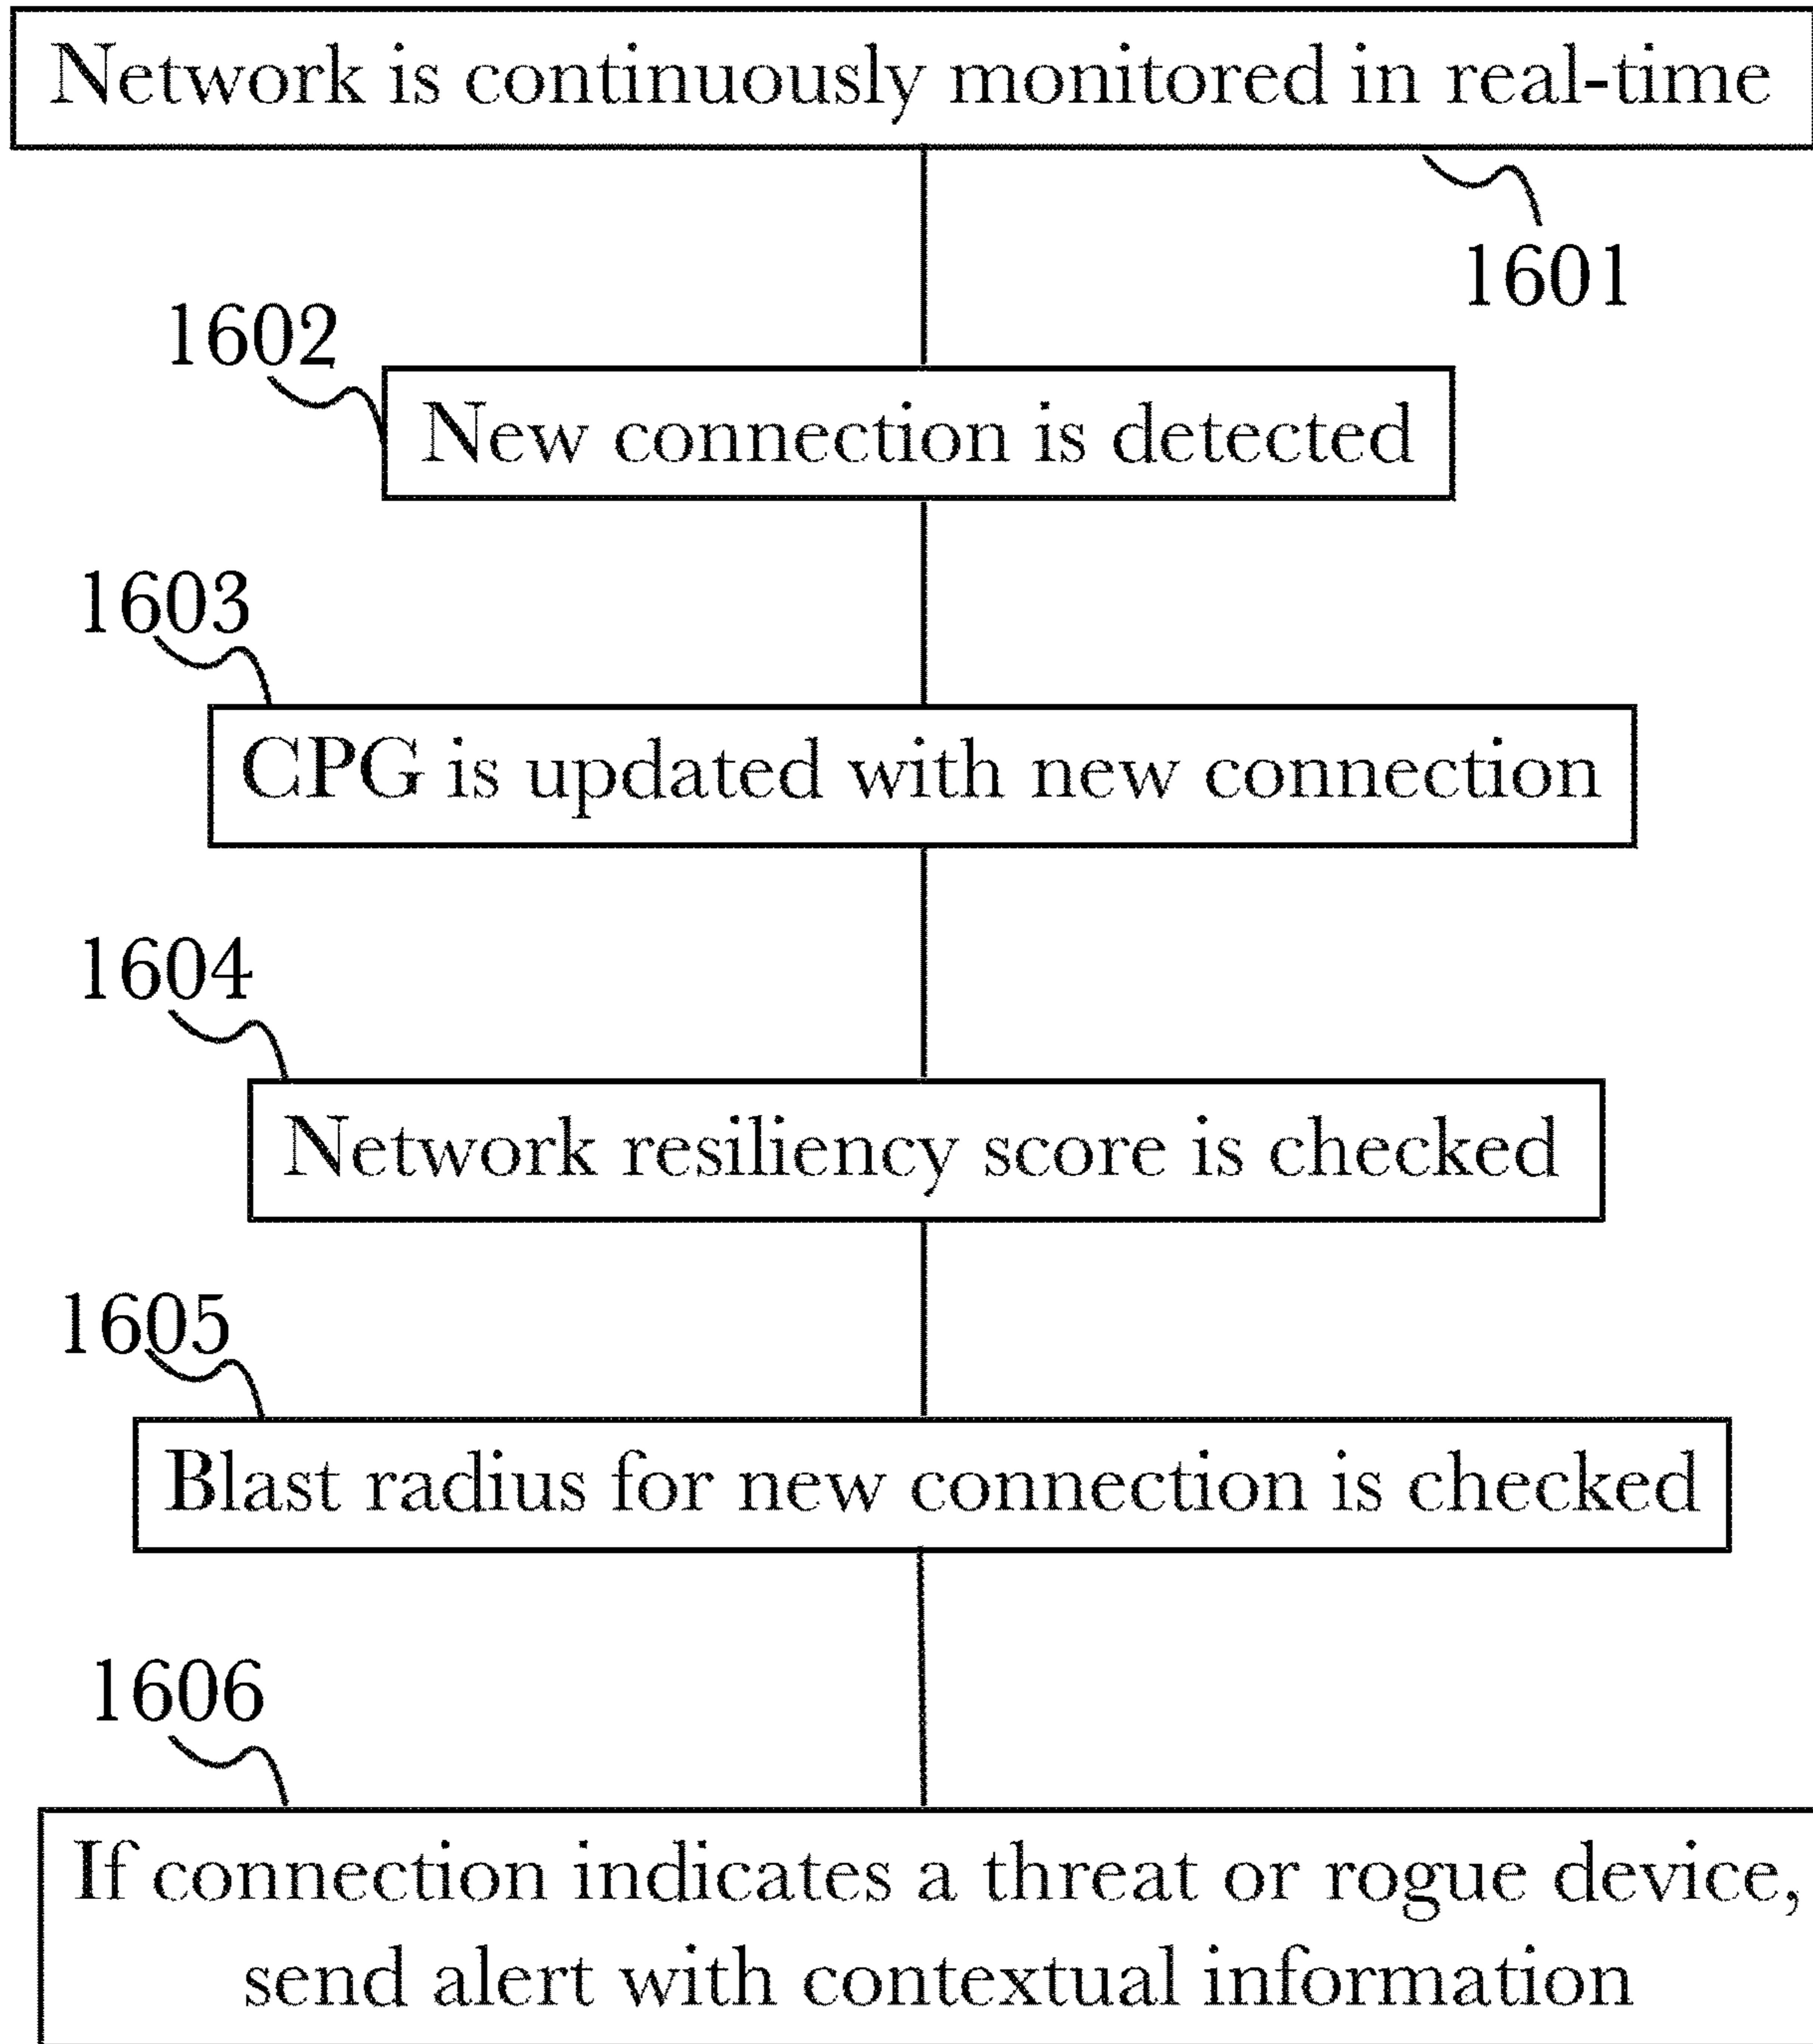 Network is continuously monitored in real-time
1601
1602
New connection is detected
1603
CPG is updated with new connection
1604
Network resiliency score is checked
1605
Blast radius for new connection is checked
1606
If connection indicates a threat or rogue device,
send alert with contextual information